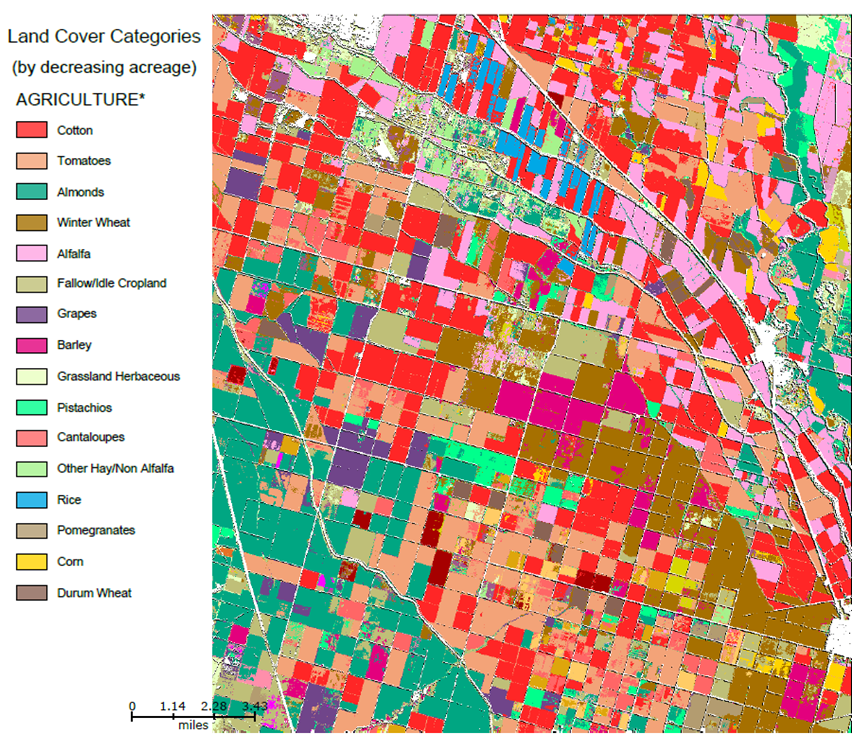 Land Cover Categories
(by decreasing acreage)
AGRICULTURE*
Cotton
Tomatoes
Almonds
Winter Wheat
Alfalfa
Fallow/Idle Cropland
Grapes
Barley
Grassland Herbaceous
Pistachios
Cantaloupes
Other Hay/Non Alfalfa
Rice
Pomegranates
Corn
Durum Wheat
0 1.14 2.28 3.43
miles